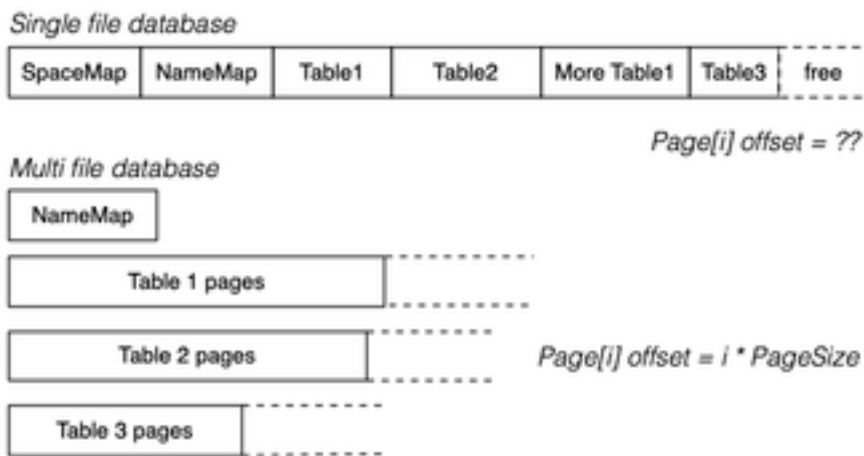 Single file database
SpaceMap NameMap Table1 Table2 More Table1 Table3 free
Page[i] offset = ??
Multi file database
NameMap
Table 1 pages
Table 2 pages
Page[i] offset = i * PageSize
Table 3 pages